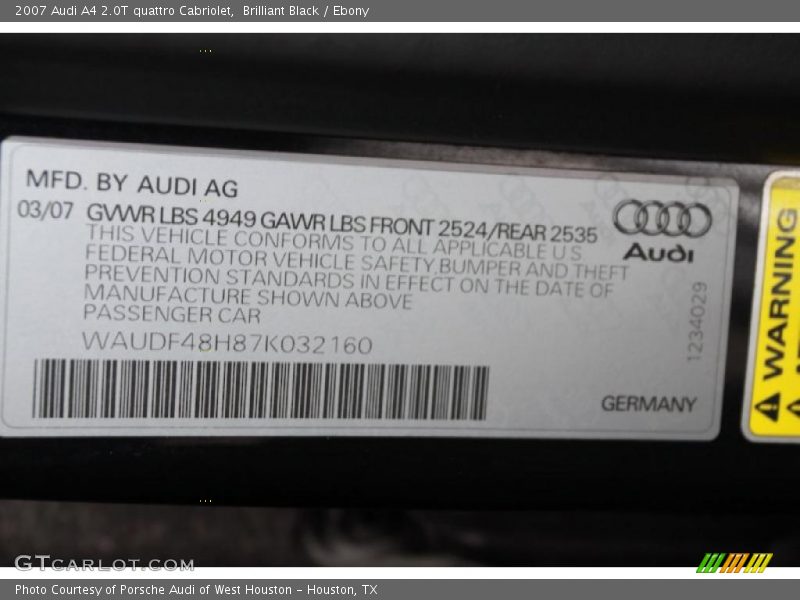 2007 Audi A4 2.0T quattro Cabriolet,  Brilliant Black / Ebony
MFD. BY AUDI AG
03/07 GVWR LBS 4949 GAWR LBS FRONT 2524/REAR 2535
THIS VEHICLE CONFORMS TO ALL APPLICABLE U S
FEDERAL MOTOR VEHICLE SAFETY,BUMPER AND THEFT
PREVENTION STANDARDS IN EFFECT ON THE DATE OF
MANUFACTURE SHOWN ABOVE
PASSENGER CAR
WAUDF48H87K032160
Audi
1234029
GERMANY
WARNING
GTCARLOT.COM
Photo Courtesy of Porsche Audi of West Houston - Houston, TX